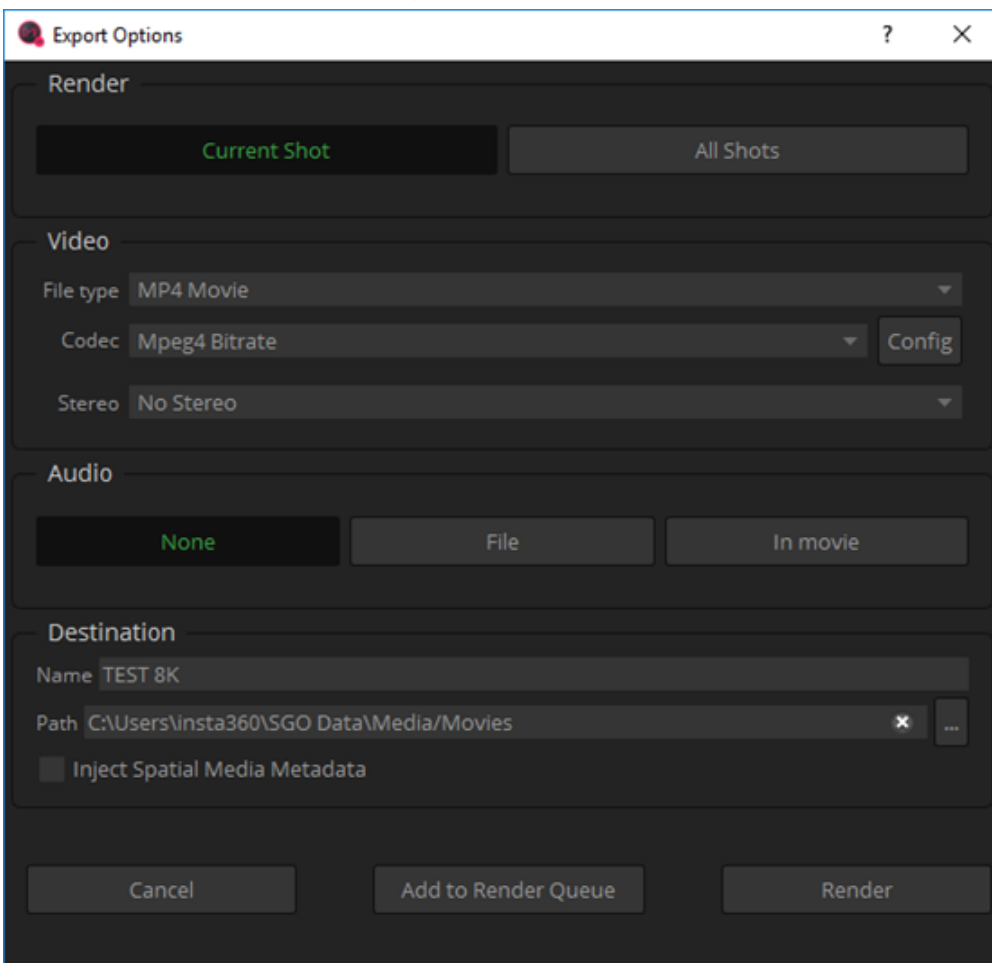 Export Options ?
Render
Current Shot All Shots
Video
File type MP4 Movie
Codec Mpeg4 Bitrate Config
Stereo No Stereo
Audio
None File In movie
Destination
Name TEST 8K
Path C:\Users\insta360\SGO Data\Media/Movies ...
Inject Spatial Media Metadata
Cancel Add to Render Queue Render